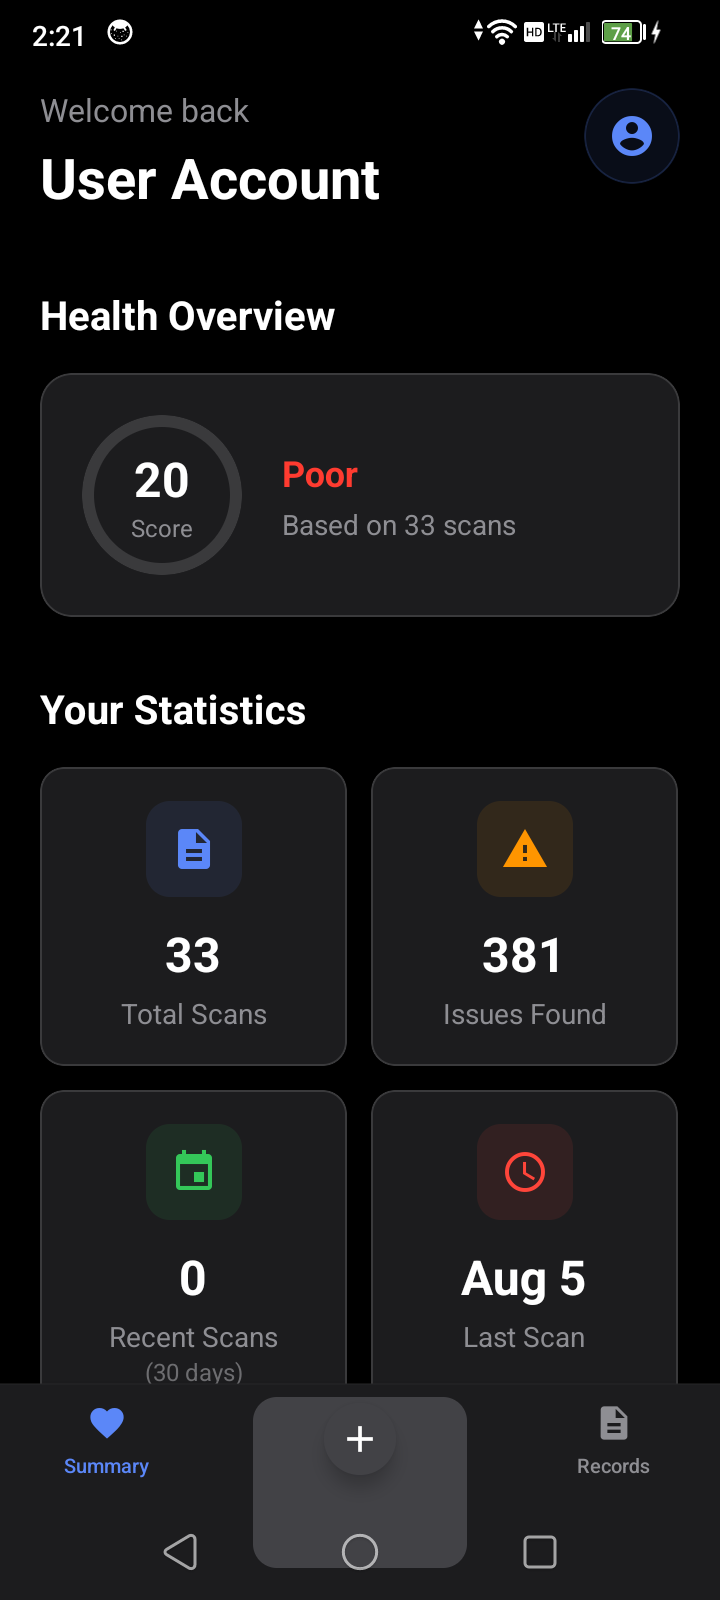 2:21
HD LTE 74
Welcome back
User Account
Health Overview
20
Score
Poor
Based on 33 scans
Your Statistics
33
Total Scans
381
Issues Found
0
Recent Scans
(30 days)
Aug 5
Last Scan
Summary
+
Records